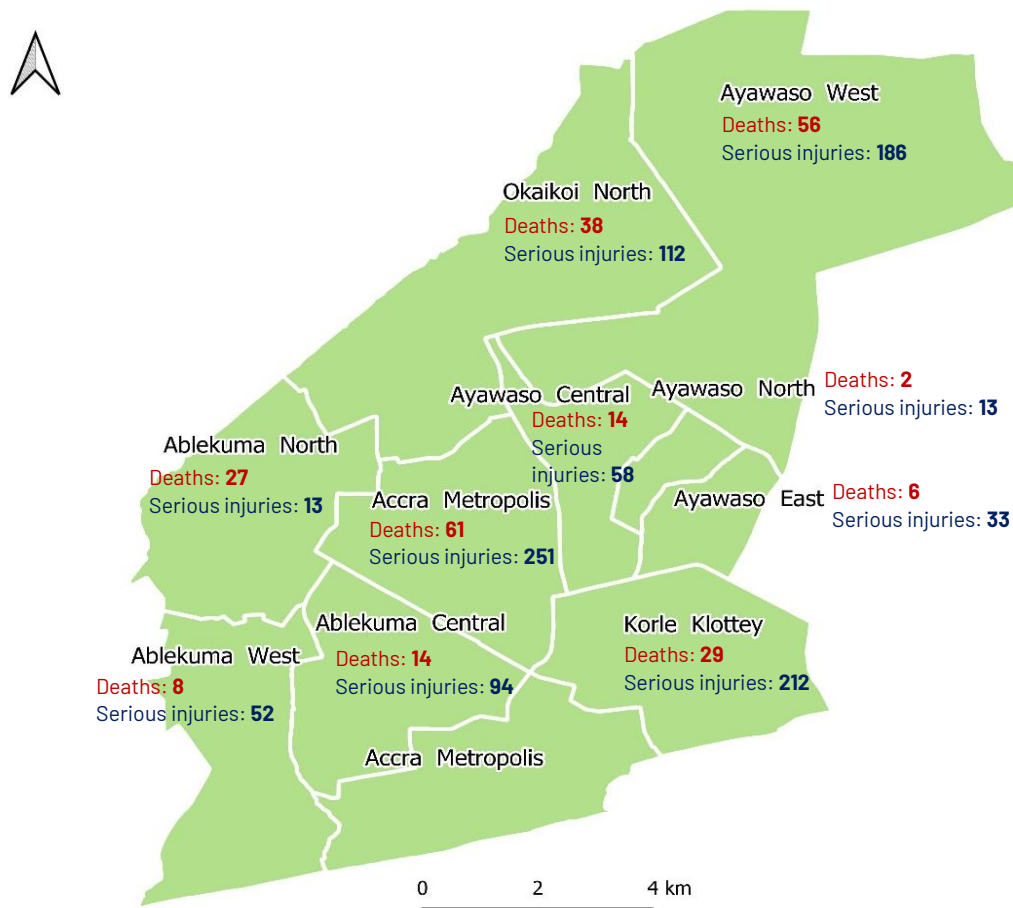 Ayawaso West
Deaths: 56
Serious injuries: 186
Okaikoi North
Deaths: 38
Serious injuries: 112
Ayawaso North
Deaths: 2
Serious injuries: 13
Ayawaso Central
Deaths: 14
Serious
injuries: 58
Ablekuma North
Deaths: 27
Serious injuries: 13
Accra Metropolis
Deaths: 61
Serious injuries: 251
Ayawaso East
Deaths: 6
Serious injuries: 33
Ablekuma Central
Deaths: 14
Serious injuries: 94
Korle Klottey
Deaths: 29
Serious injuries: 212
Ablekuma West
Deaths: 8
Serious injuries: 52
Accra Metropolis
0 2 4 km